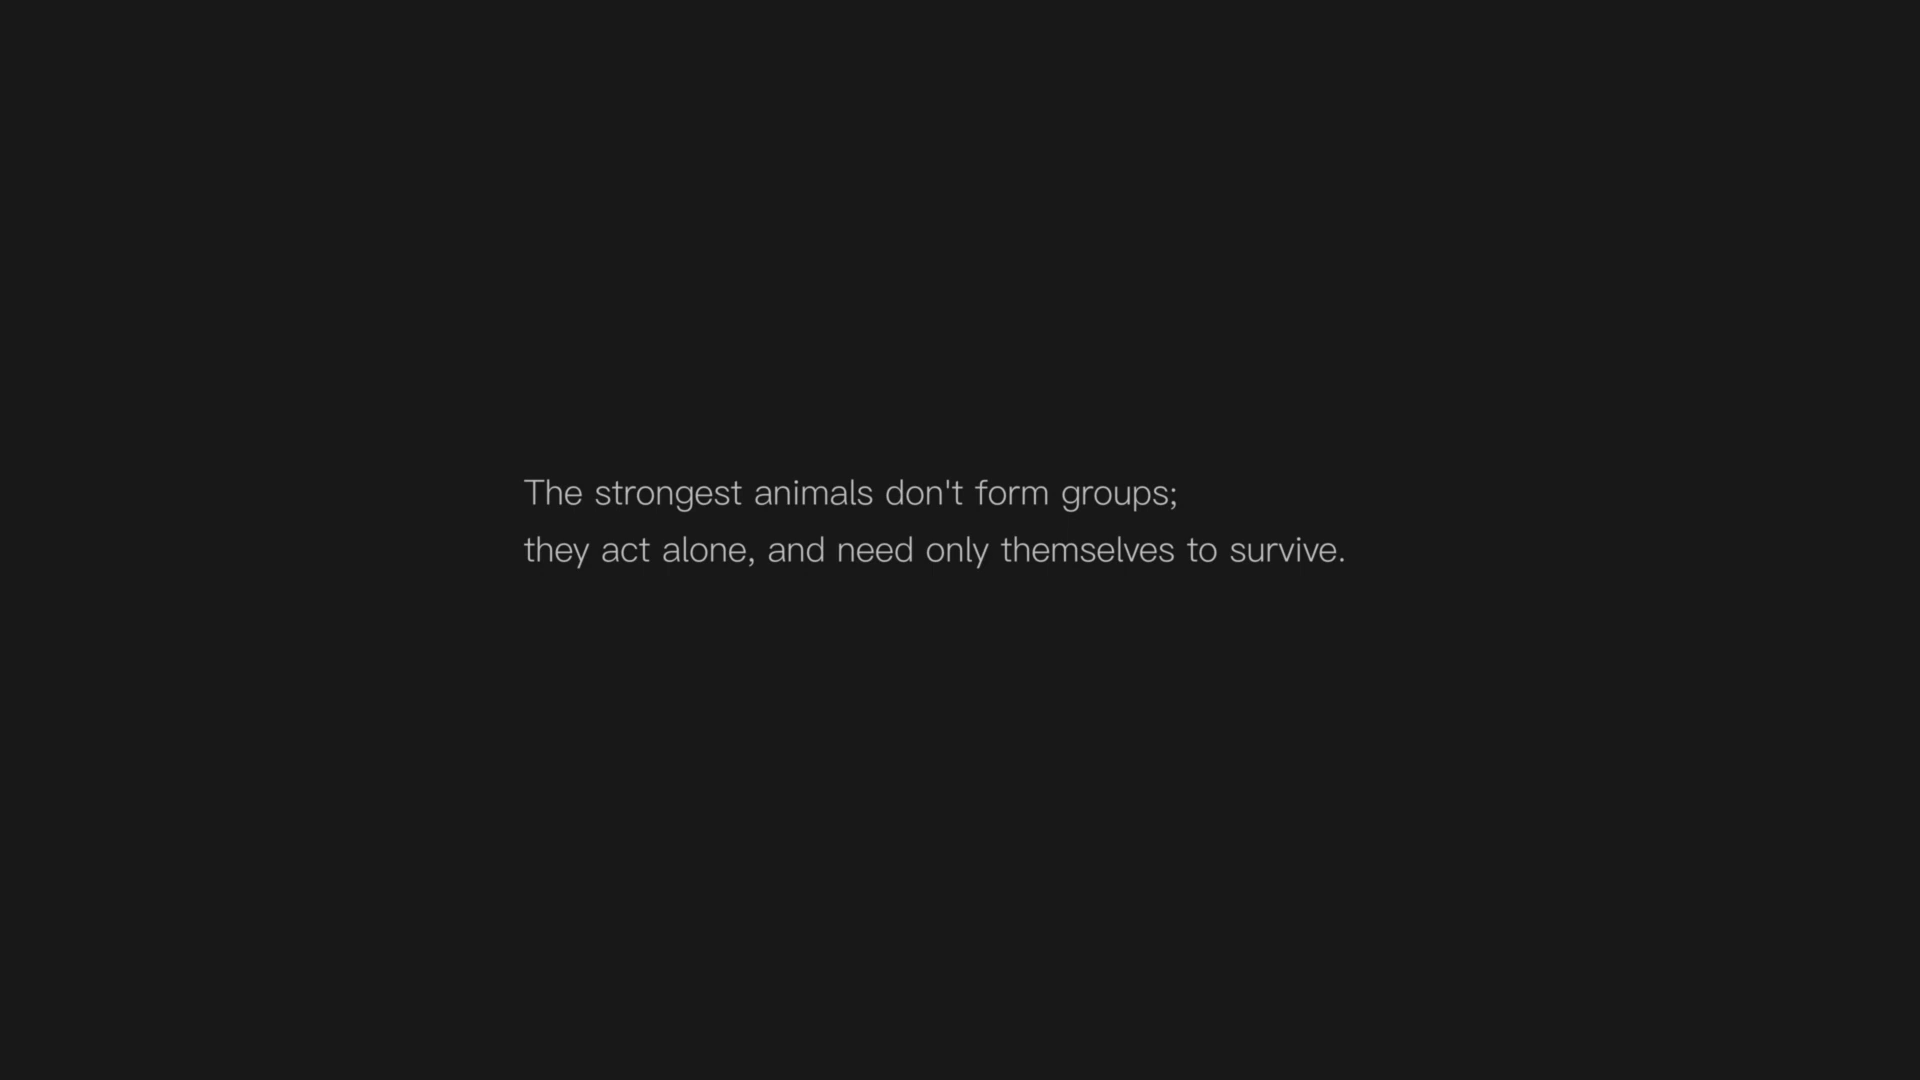 The strongest animals don't form groups;
they act alone, and need only themselves to survive.